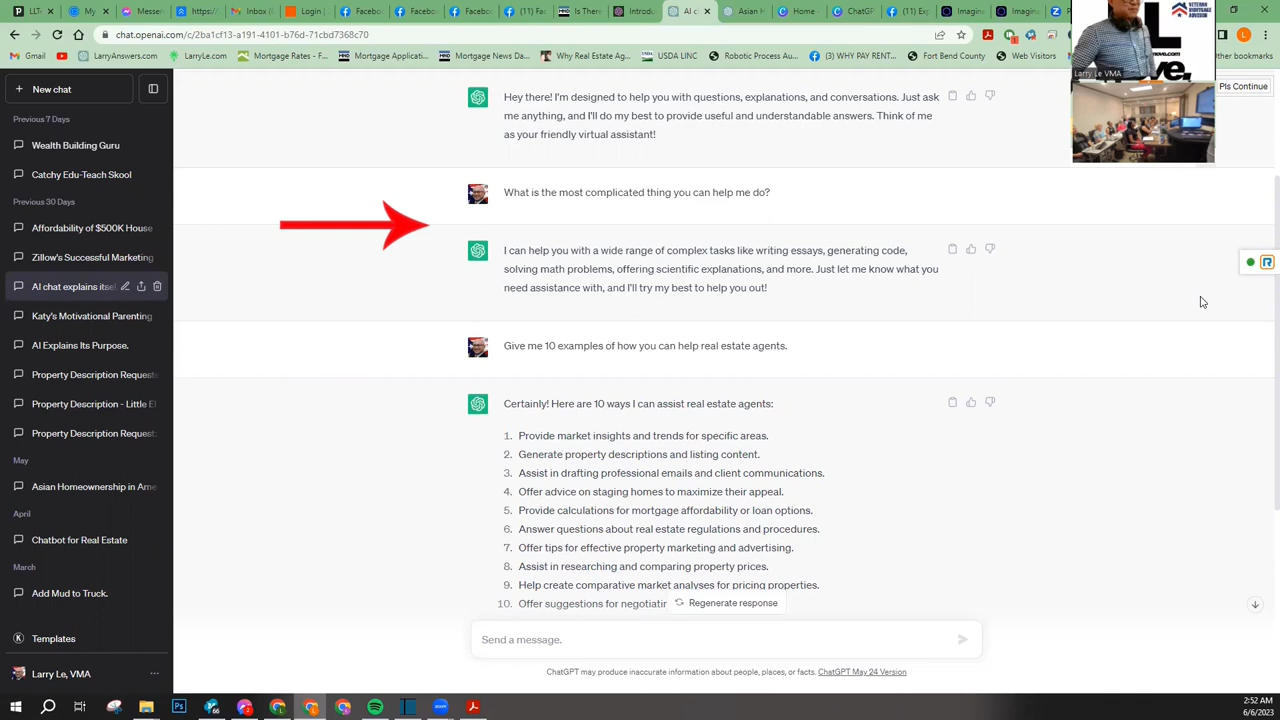 chat.openai.com/c/2ba1cf13-a191-4101-b76d-71cbd7368c70
LarryAnswers.com
LarryLe.com
Mortgage Rates - F...
Mortgage News Da...
Why Real Estate Ag...
USDA LINC
Robotic Process Au...
(3) WHY PAY RENT...
Fort Bend County
Web Visitors
VETERAN
MORTGAGE
ADVISOR
Larry Le VMA
Pls Continue
New chat
Previous 7 Days
Wealth Building Guru
Catchy Edu-Teach Skool
Previous 30 Days
Affordability of $500K House
Zillow's Successful Marketing
AI chat explains itsel
Katy's Motivational Parenting
AI Explains Its Purpose.
Property Description Requests
Property Description - Little El
Property Description Request:
May
Asian Homeownership in Ame
April
Chatbot for Real Estate
March
Add Mud to Truck.
Templates
Larry Le, VMA
Hey there! I'm designed to help you with questions, explanations, and conversations. Just ask
me anything, and I'll do my best to provide useful and understandable answers. Think of me
as your friendly virtual assistant!
What is the most complicated thing you can help me do?
I can help you with a wide range of complex tasks like writing essays, generating code,
solving math problems, offering scientific explanations, and more. Just let me know what you
need assistance with, and I'll try my best to help you out!
Give me 10 examples of how you can help real estate agents.
Certainly! Here are 10 ways I can assist real estate agents:
1. Provide market insights and trends for specific areas.
2. Generate property descriptions and listing content.
3. Assist in drafting professional emails and client communications.
4. Offer advice on staging homes to maximize their appeal.
5. Provide calculations for mortgage affordability or loan options.
6. Answer questions about real estate regulations and procedures.
7. Offer tips for effective property marketing and advertising.
8. Assist in researching and comparing property prices.
9. Help create comparative market analyses for pricing properties.
10. Offer suggestions for negotiatin
Regenerate response
Send a message.
ChatGPT may produce inaccurate information about people, places, or facts. ChatGPT May 24 Version
2:52 AM
6/6/2023